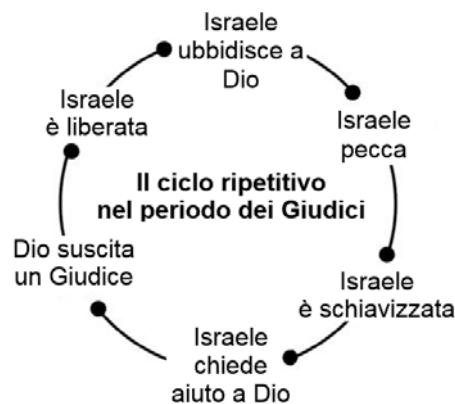 Israele
ubbidisce a
Dio
Israele
pecca
Israele
è schiavizzata
Israele
chiede
aiuto a Dio
Dio suscita
un Giudice
Israele
è liberata
Il ciclo ripetitivo
nel periodo dei Giudici